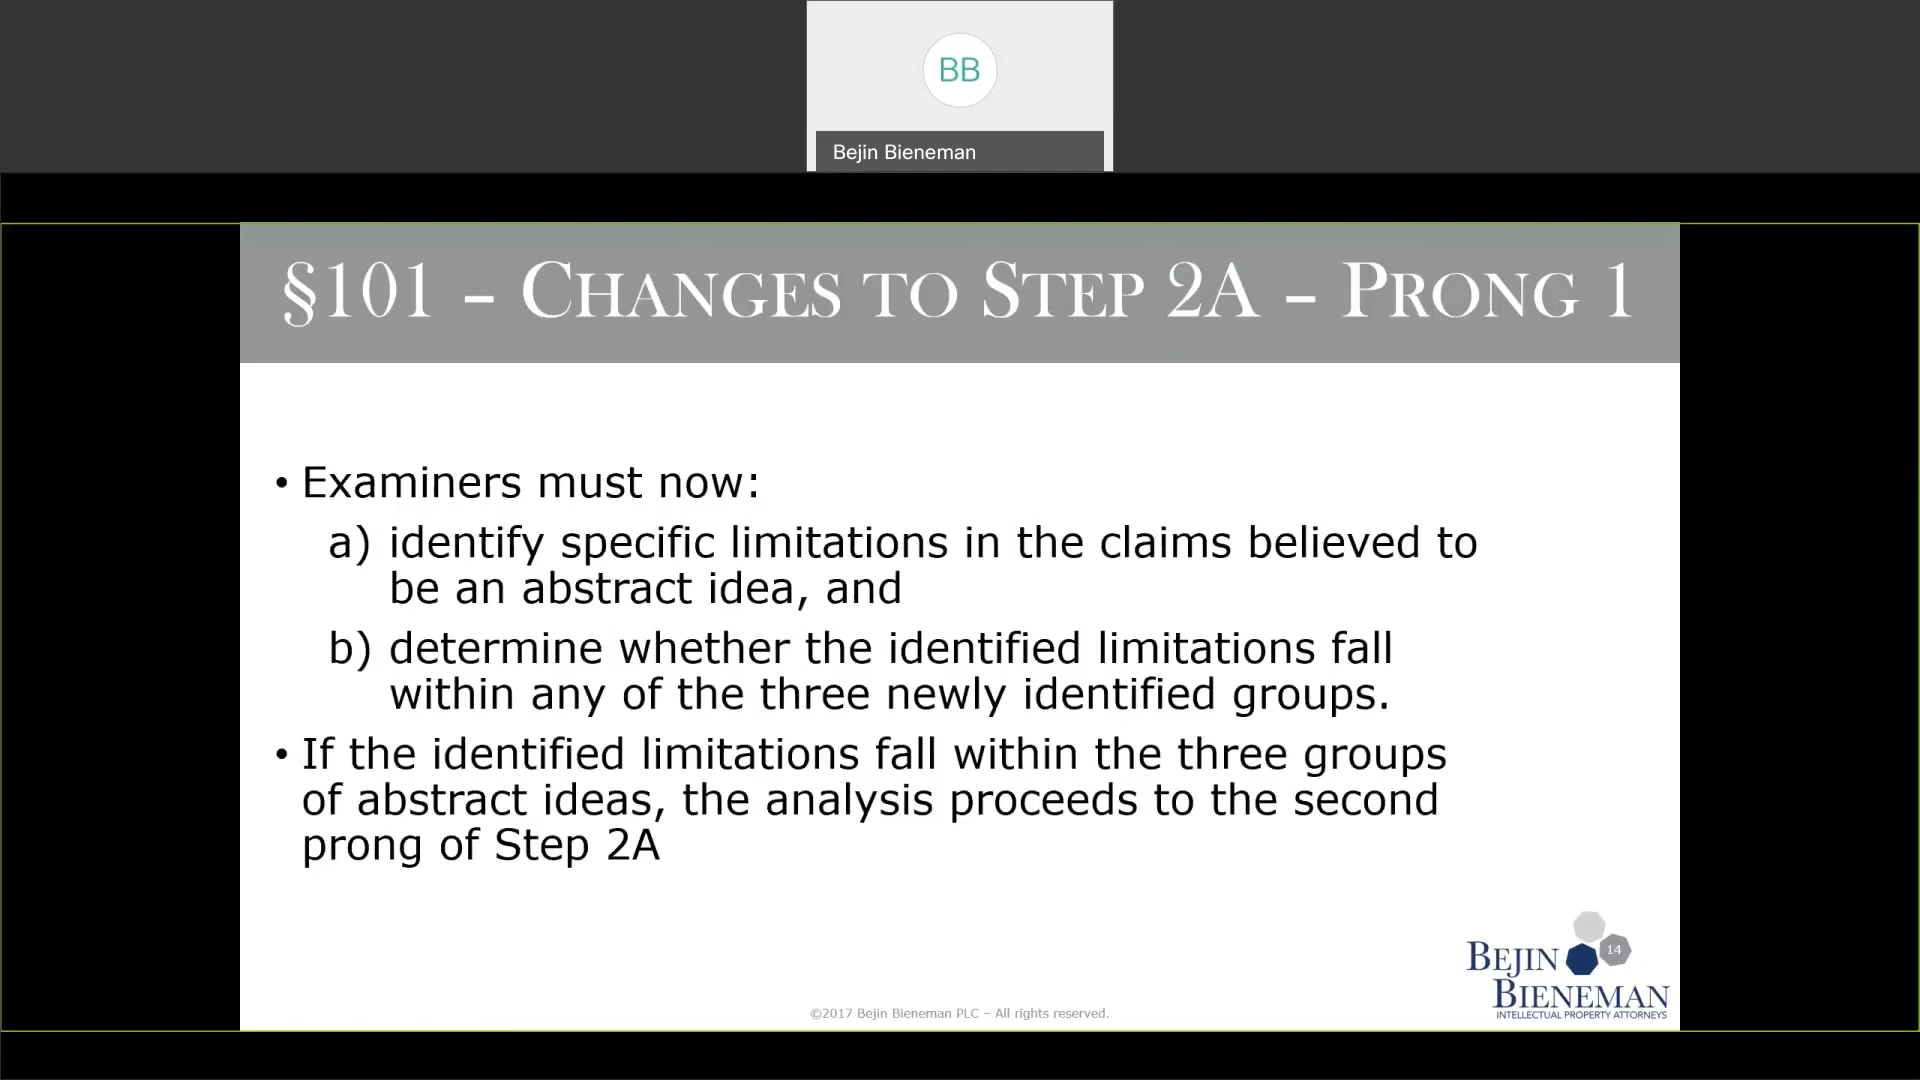 BB
Bejin Bieneman
§101 – Changes to Step 2A – Prong 1
• Examiners must now:
a) identify specific limitations in the claims believed to
be an abstract idea, and
b) determine whether the identified limitations fall
within any of the three newly identified groups.
• If the identified limitations fall within the three groups
of abstract ideas, the analysis proceeds to the second
prong of Step 2A
14
BEJIN
BIENEMAN
INTELLECTUAL PROPERTY ATTORNEYS
©2017 Bejin Bieneman PLC – All rights reserved.